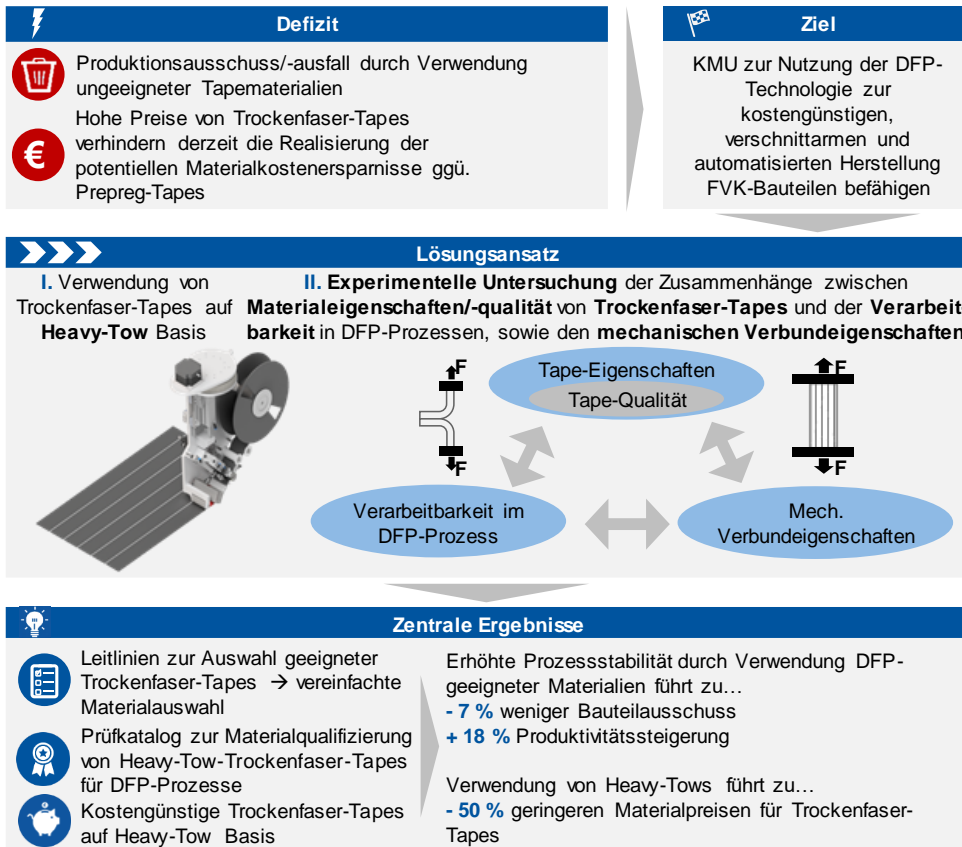 Defizit
Produktionsausschuss/-ausfall durch Verwendung
ungeeigneter Tapematerialien
€
Hohe Preise von Trockenfaser-Tapes
verhindern derzeit die Realisierung der
potentiellen Materialkostenersparnisse ggü.
Prepreg-Tapes
Ziel
KMU zur Nutzung der DFP-
Technologie zur
kostengünstigen,
verschnittarmen und
automatisierten Herstellung
FVK-Bauteilen befähigen
Lösungsansatz
I. Verwendung von
Trockenfaser-Tapes auf
Heavy-Tow Basis
II. Experimentelle Untersuchung der Zusammenhänge zwischen
Materialeigenschaften/-qualität von Trockenfaser-Tapes und der Verarbeit-
barkeit in DFP-Prozessen, sowie den mechanischen Verbundeigenschaften
F
F
Tape-Eigenschaften
Tape-Qualität
F
F
Verarbeitbarkeit im
DFP-Prozess
Mech.
Verbundeigenschaften
Zentrale Ergebnisse
Leitlinien zur Auswahl geeigneter
Trockenfaser-Tapes → vereinfachte
Materialauswahl
Prüfkatalog zur Materialqualifizierung
von Heavy-Tow-Trockenfaser-Tapes
für DFP-Prozesse
Kostengünstige Trockenfaser-Tapes
auf Heavy-Tow Basis
Erhöhte Prozessstabilität durch Verwendung DFP-
geeigneter Materialien führt zu…
- 7 % weniger Bauteilausschuss
+ 18 % Produktivitätssteigerung
Verwendung von Heavy-Tows führt zu…
- 50 % geringeren Materialpreisen für Trockenfaser-
Tapes